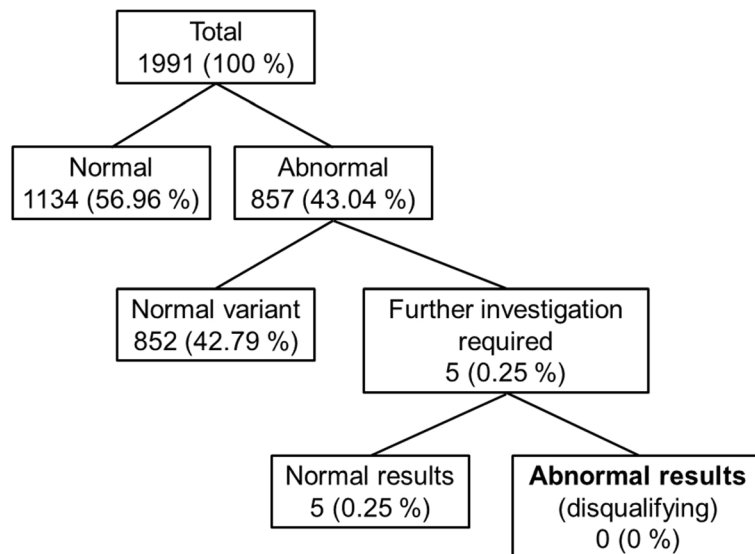 Total
1991 (100 %)
Normal
1134 (56.96 %)
Abnormal
857 (43.04 %)
Normal variant
852 (42.79 %)
Further investigation
required
5 (0.25 %)
Normal results
5 (0.25 %)
Abnormal results
(disqualifying)
0 (0 %)